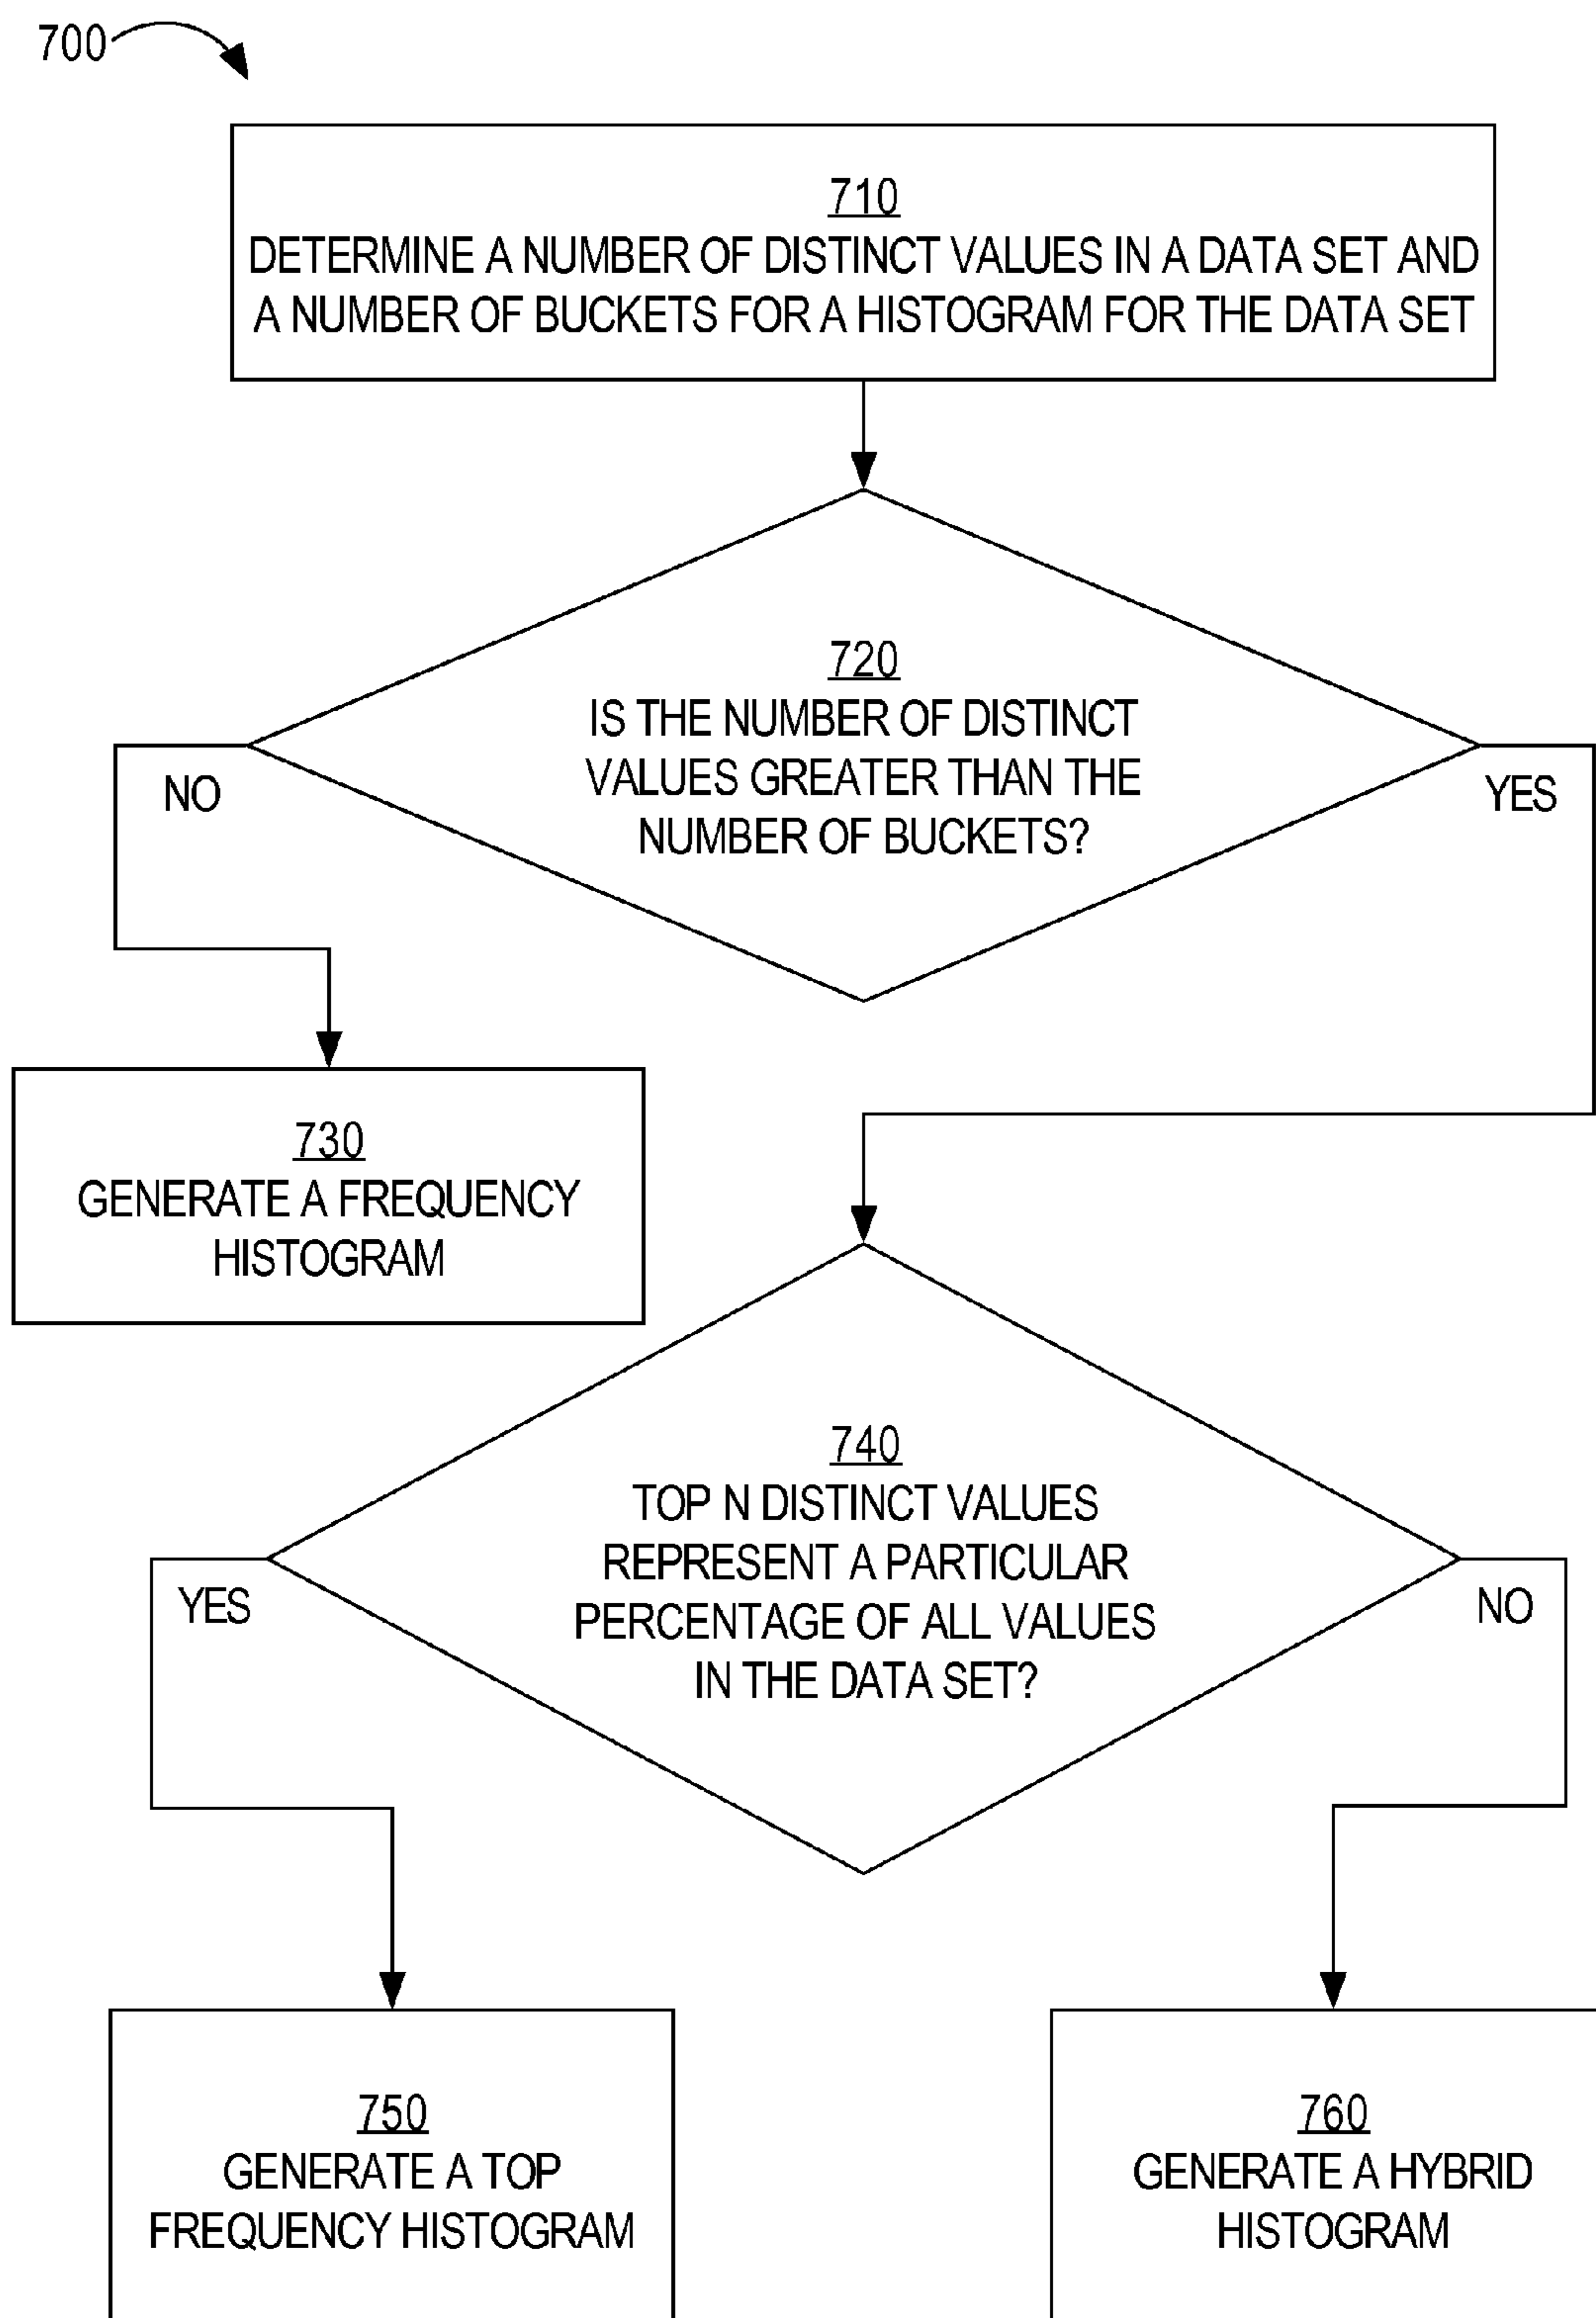 700
710
DETERMINE A NUMBER OF DISTINCT VALUES IN A DATA SET AND
A NUMBER OF BUCKETS FOR A HISTOGRAM FOR THE DATA SET
720
IS THE NUMBER OF DISTINCT
VALUES GREATER THAN THE
NUMBER OF BUCKETS?
NO
YES
730
GENERATE A FREQUENCY
HISTOGRAM
740
TOP N DISTINCT VALUES
REPRESENT A PARTICULAR
PERCENTAGE OF ALL VALUES
IN THE DATA SET?
YES
NO
750
GENERATE A TOP
FREQUENCY HISTOGRAM
760
GENERATE A HYBRID
HISTOGRAM